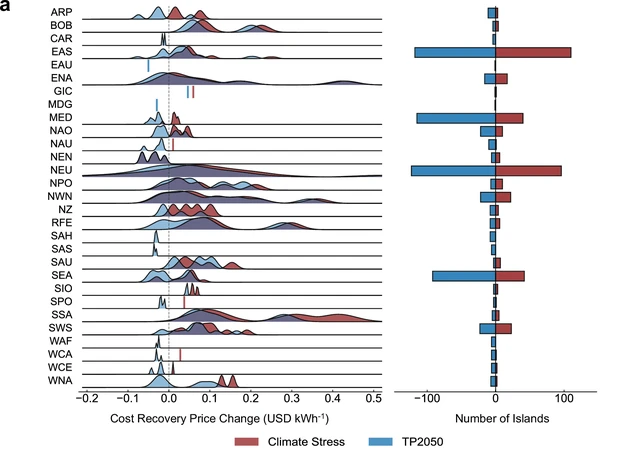 a
ARP
BOB
CAR
EAS
EAU
ENA
GIC
MDG
MED
NAO
NAU
NEN
NEU
NPO
NWN
NZ
RFE
SAH
SAS
SAU
SEA
SIO
SPO
SSA
SWS
WAF
WCA
WCE
WNA
−0.2 −0.1 0.0 0.1 0.2 0.3 0.4 0.5
−100 0 100
Cost Recovery Price Change (USD kWh⁻¹)
Number of Islands
Climate Stress TP2050